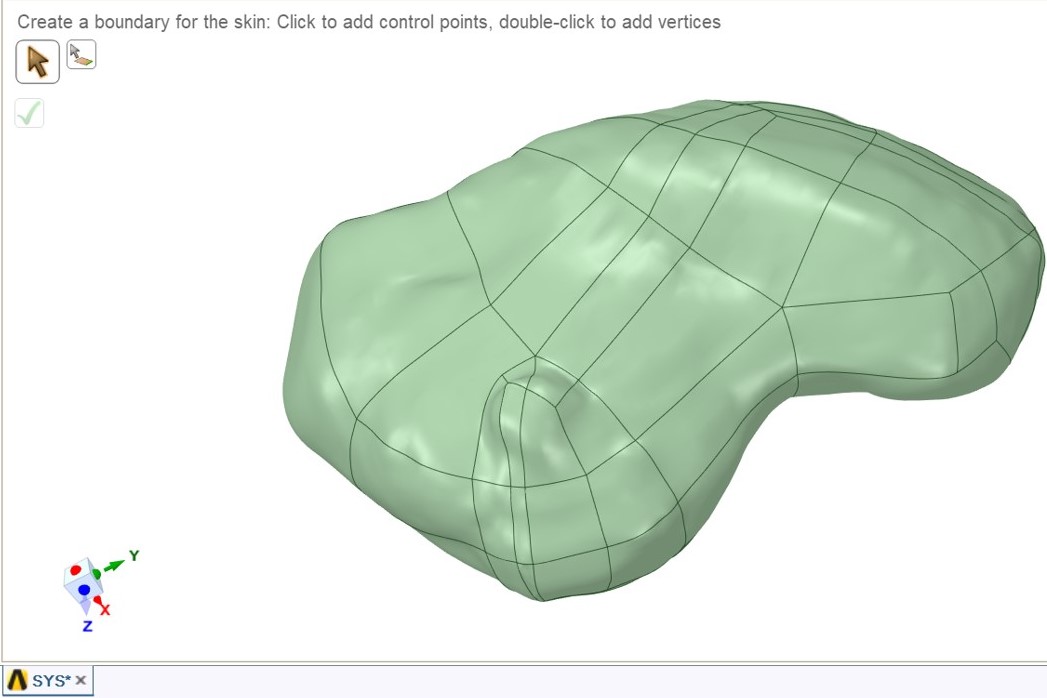 Create a boundary for the skin: Click to add control points, double-click to add vertices
Y
X
Z
SYS*